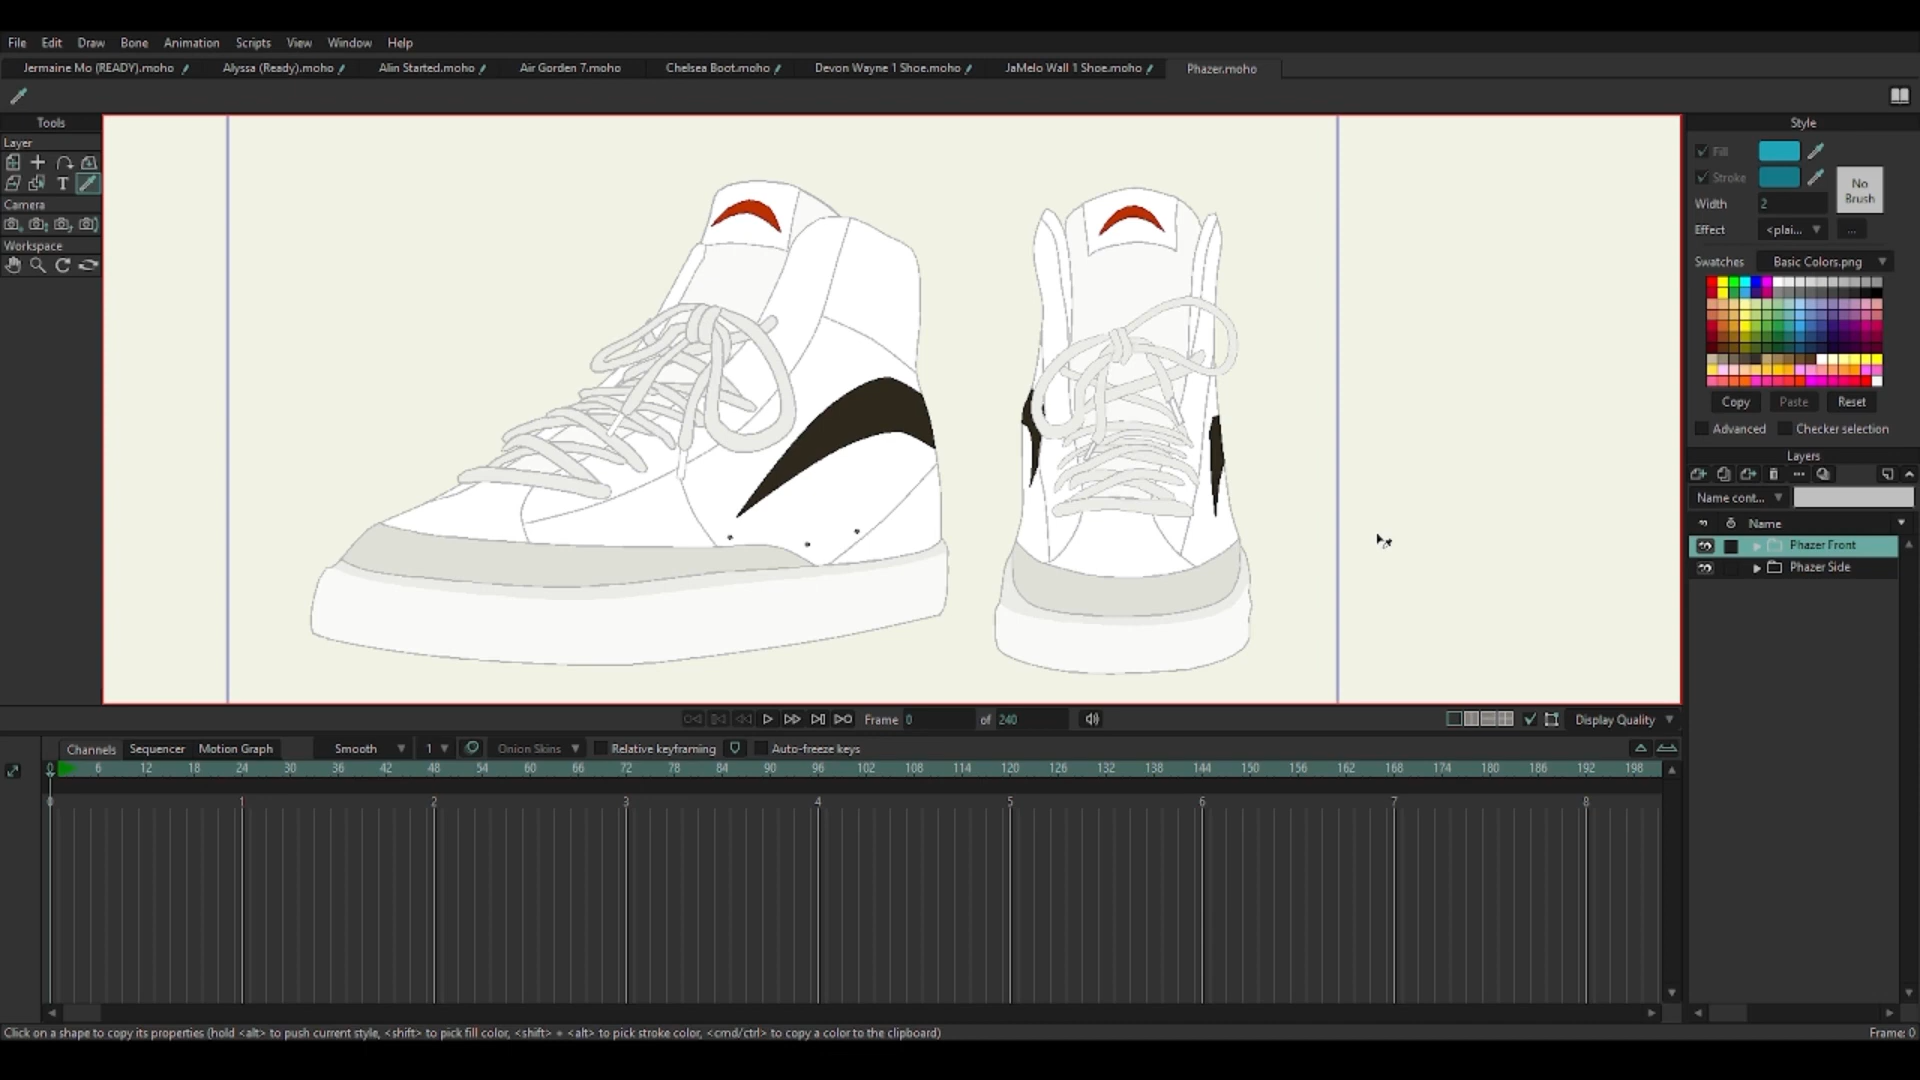 File Edit Draw Bone Animation Scripts View Window Help
Jermaine Mo (READY).moho Alyssa (Ready).moho Alin Started.moho Air Gorden 7.moho Chelsea Boot.moho Devon Wayne 1 Shoe.moho JaMelo Wall 1 Shoe.moho Phazer.moho
Tools
Layer
T
Camera
Workspace
Style
Fill
Stroke
No Brush
Width 2
Effect <plai... ...
Swatches Basic Colors.png
Copy Paste Reset
Advanced Checker selection
Layers
Name cont...
Name
Phazer Front
Phazer Side
Frame 0 of 240 Display Quality
Channels Sequencer Motion Graph Smooth 1 Onion Skins Relative keyframing Auto-freeze keys
0 6 12 18 24 30 36 42 48 54 60 66 72 78 84 90 96 102 108 114 120 126 132 138 144 150 156 162 168 174 180 186 192 198
0 1 2 3 4 5 6 7 8
Click on a shape to copy its properties (hold <alt> to push current style, <shift> to pick fill color, <shift> + <alt> to pick stroke color, <cmd/ctrl> to copy a color to the clipboard) Frame: 0